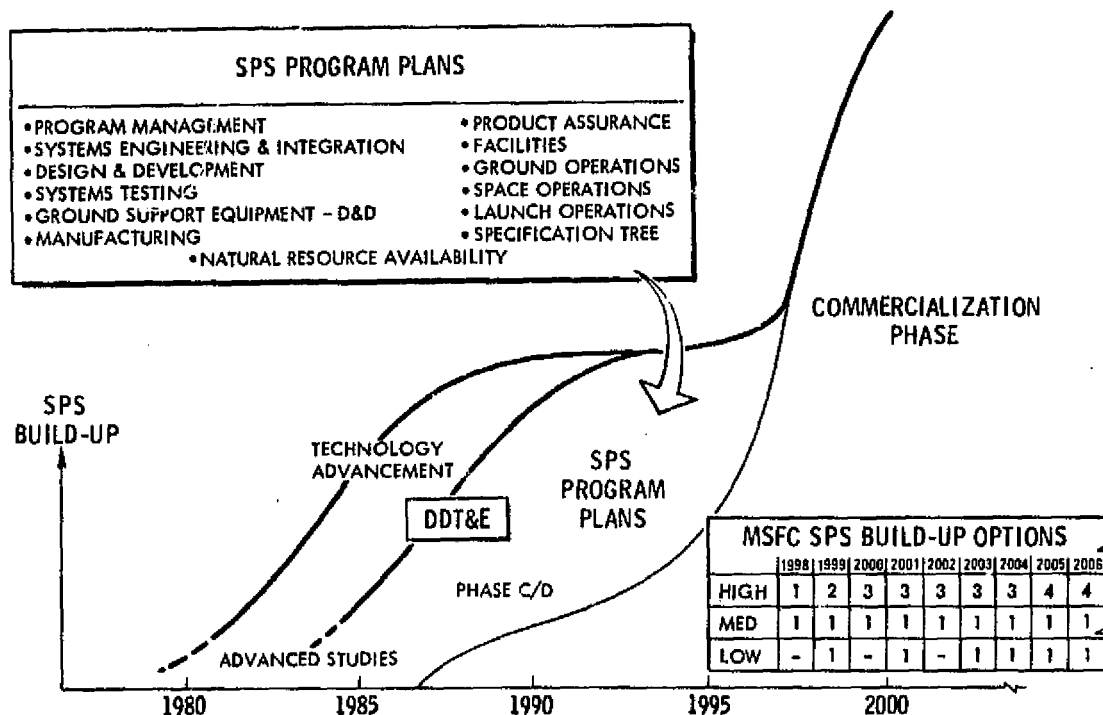 SPS PROGRAM PLANS
•PROGRAM MANAGEMENT
•SYSTEMS ENGINEERING & INTEGRATION
•DESIGN & DEVELOPMENT
•SYSTEMS TESTING
•GROUND SUPPORT EQUIPMENT - D&D
•MANUFACTURING
•PRODUCT ASSURANCE
•FACILITIES
•GROUND OPERATIONS
•SPACE OPERATIONS
•LAUNCH OPERATIONS
•SPECIFICATION TREE
•NATURAL RESOURCE AVAILABILITY
COMMERCIALIZATION
PHASE
SPS
BUILD-UP
TECHNOLOGY
ADVANCEMENT
DDT&E
SPS
PROGRAM
PLANS
PHASE C/D
ADVANCED STUDIES
MSFC SPS BUILD-UP OPTIONS
1998 1999 2000 2001 2002 2003 2004 2005 2006
HIGH 1 2 3 3 3 3 3 4 4
MED 1 1 1 1 1 1 1 1 1
LOW - 1 - 1 - 1 1 1 1
1980 1985 1990 1995 2000